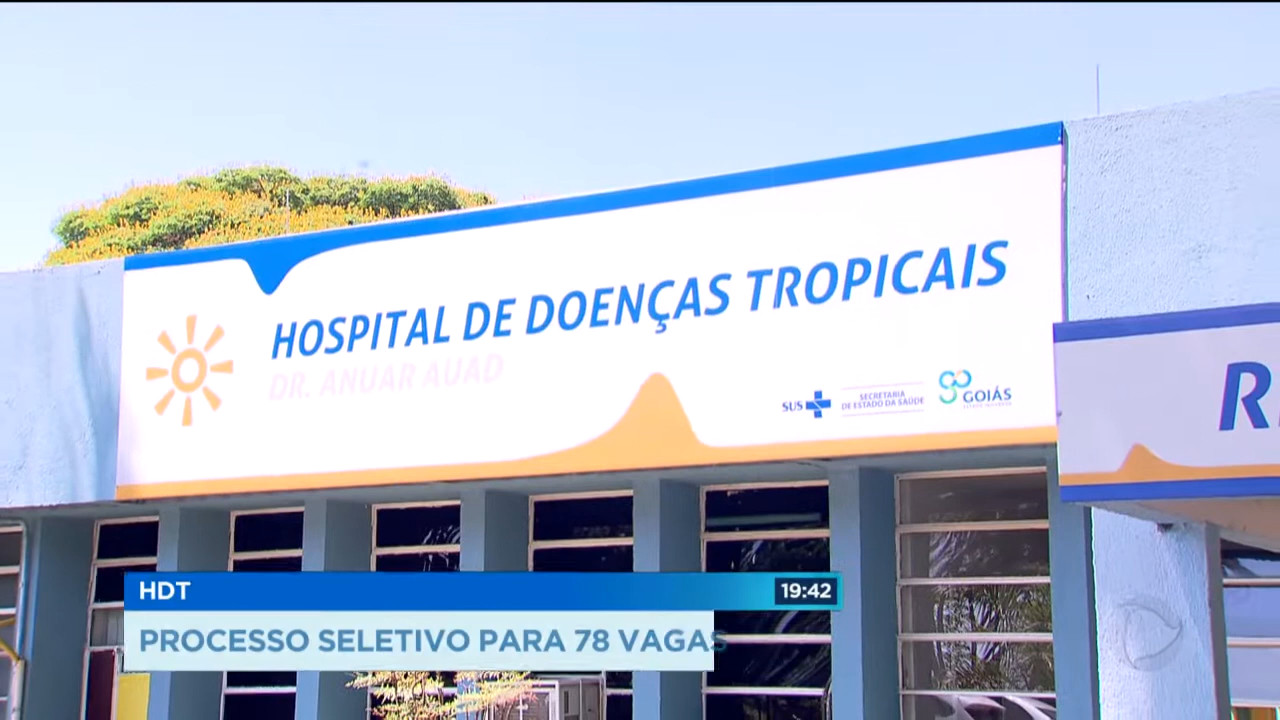 HOSPITAL DE DOENÇAS TROPICAIS
DR. ANUAR AUAD
SUS
SECRETARIA
DE ESTADO DA SAÚDE
GOIÁS
R
HDT
19:42
PROCESSO SELETIVO PARA 78 VAGAS